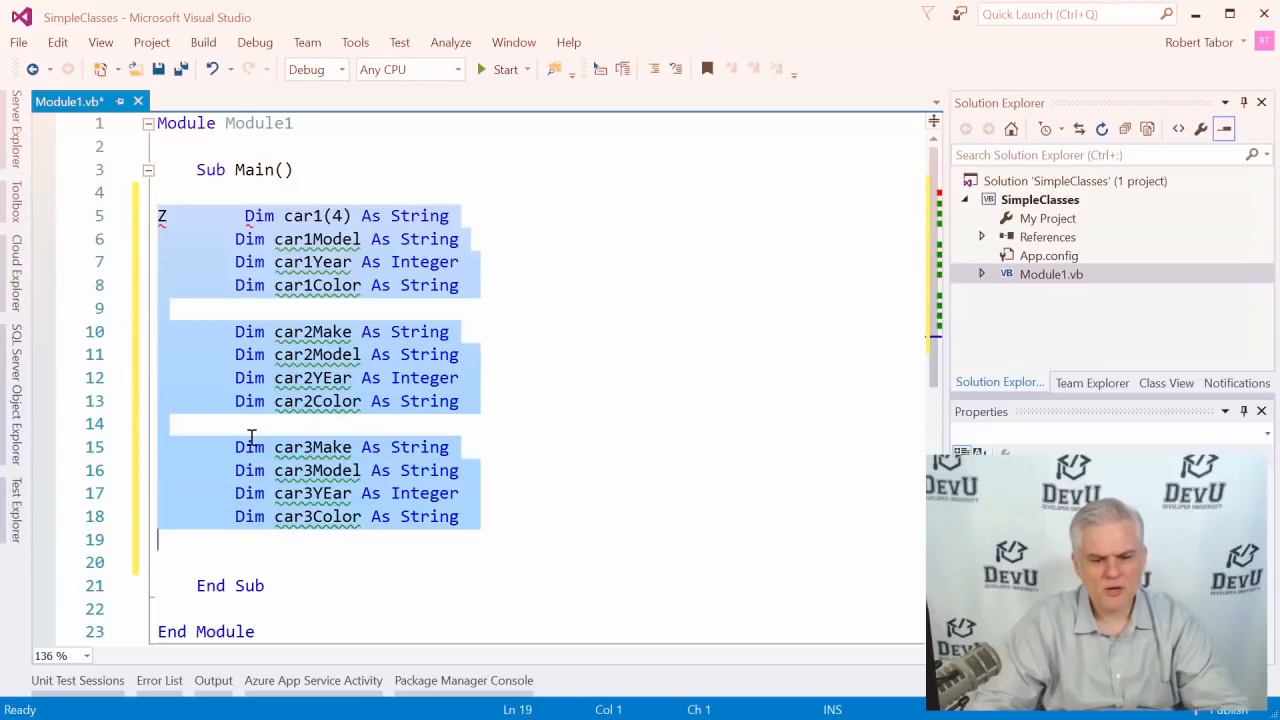 SimpleClasses - Microsoft Visual Studio
Quick Launch (Ctrl+Q)
File Edit View Project Build Debug Team Tools Test Analyze Window Help
Robert Tabor RT
Debug Any CPU Start
Module1.vb*
Server Explorer
Toolbox
Cloud Explorer
SQL Server Object Explorer
Test Explorer
1 Module Module1
2
3 Sub Main()
4
5 Z Dim car1(4) As String
6 Dim car1Model As String
7 Dim car1Year As Integer
8 Dim car1Color As String
9
10 Dim car2Make As String
11 Dim car2Model As String
12 Dim car2YEar As Integer
13 Dim car2Color As String
14
15 Dim car3Make As String
16 Dim car3Model As String
17 Dim car3YEar As Integer
18 Dim car3Color As String
19
20
21 End Sub
22
23 End Module
136 %
Solution Explorer
Search Solution Explorer (Ctrl+;)
Solution 'SimpleClasses' (1 project)
VB SimpleClasses
My Project
References
App.config
VB Module1.vb
Solution Explor... Team Explorer Class View Notifications
Properties
DEVU
DEVELOPER UNIVERSITY
DEVU
DEVU
DEVU
DEVU
Unit Test Sessions Error List Output Azure App Service Activity Package Manager Console
Ready Ln 19 Col 1 Ch 1 INS Publish